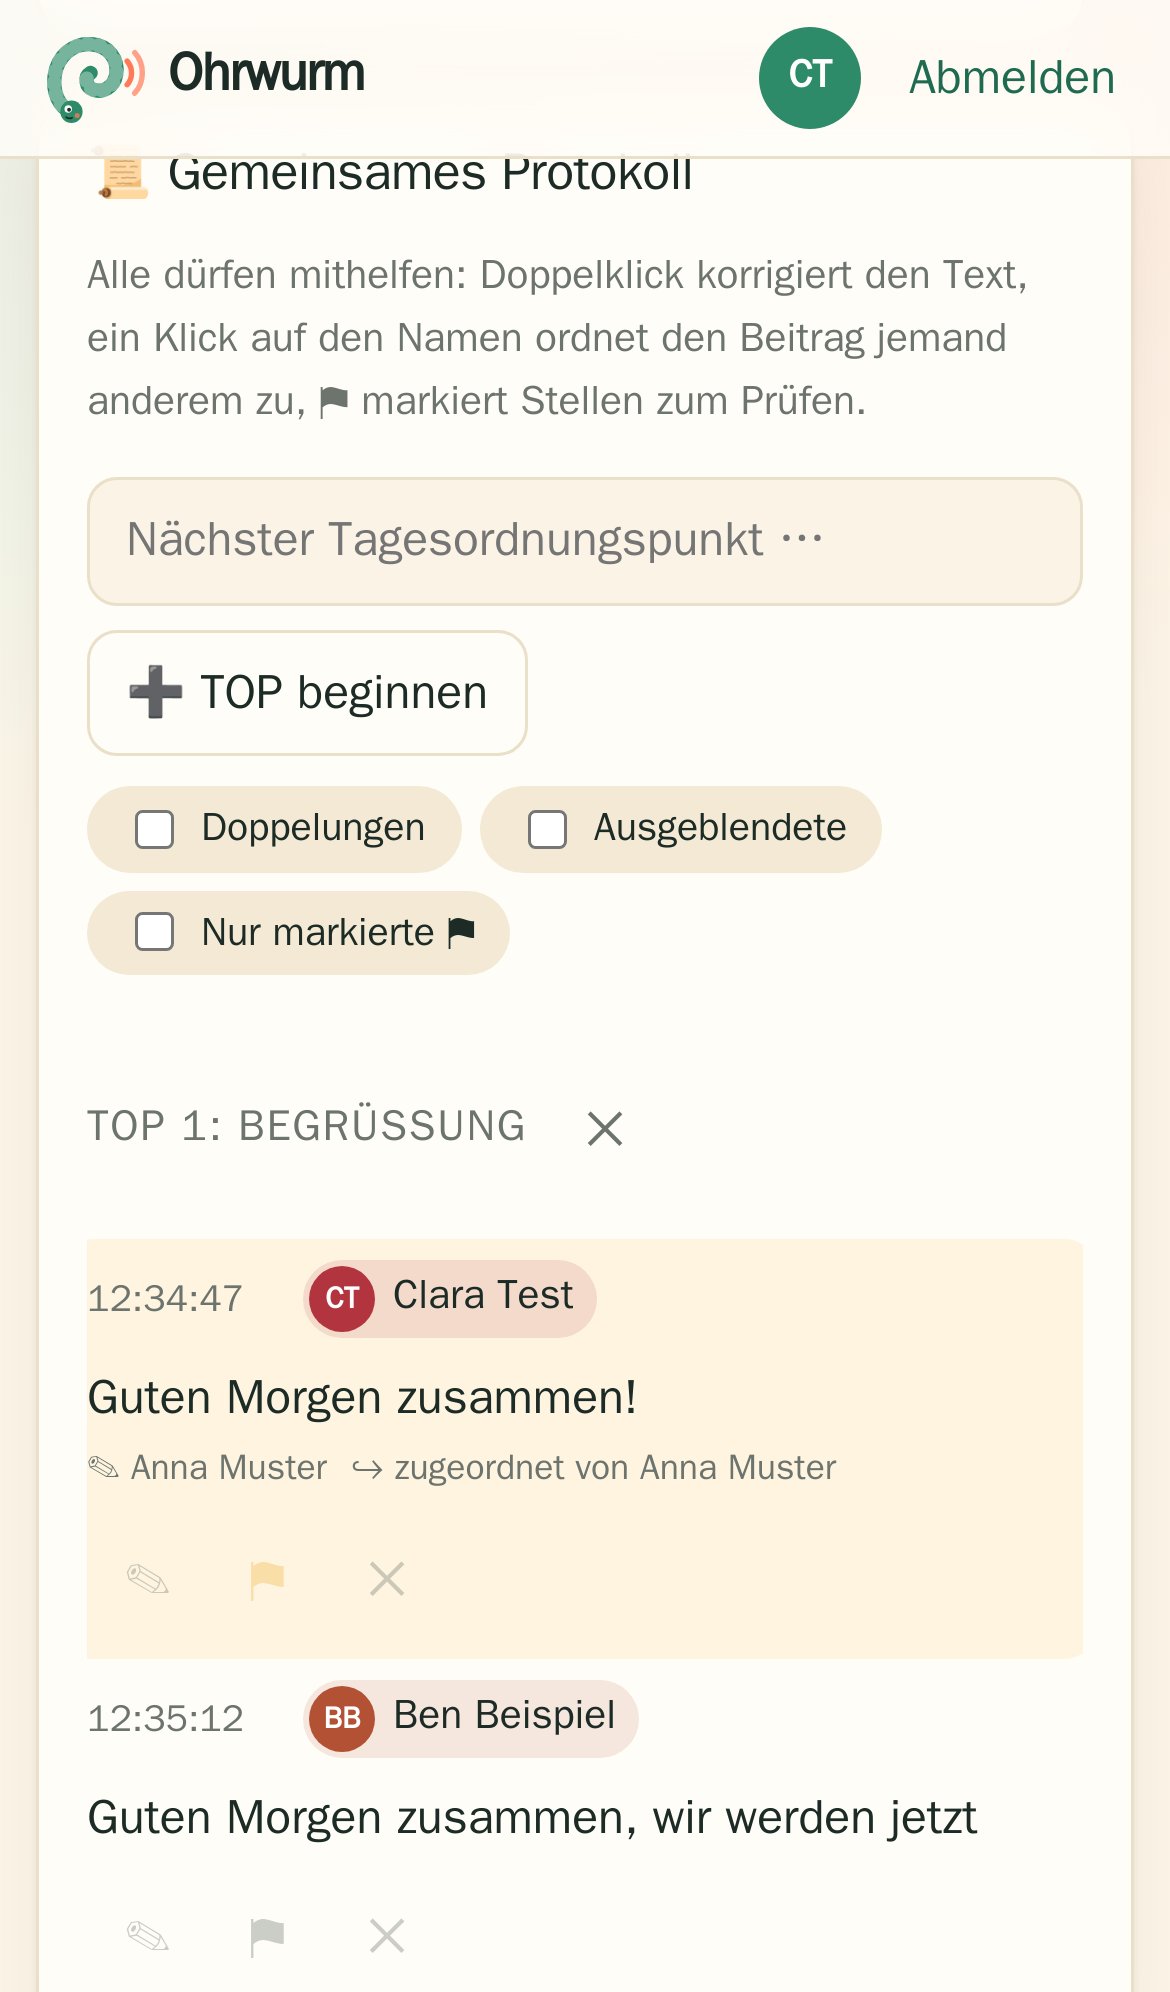 Ohrwurm
CT
Abmelden
📜 Gemeinsames Protokoll
Alle dürfen mithelfen: Doppelklick korrigiert den Text,
ein Klick auf den Namen ordnet den Beitrag jemand
anderem zu, ⚑ markiert Stellen zum Prüfen.
Nächster Tagesordnungspunkt …
➕ TOP beginnen
Doppelungen
Ausgeblendete
Nur markierte ⚑
TOP 1: BEGRÜSSUNG ✕
12:34:47 CT Clara Test
Guten Morgen zusammen!
✎ Anna Muster ↪ zugeordnet von Anna Muster
✎ ⚑ ✕
12:35:12 BB Ben Beispiel
Guten Morgen zusammen, wir werden jetzt
✎ ⚑ ✕